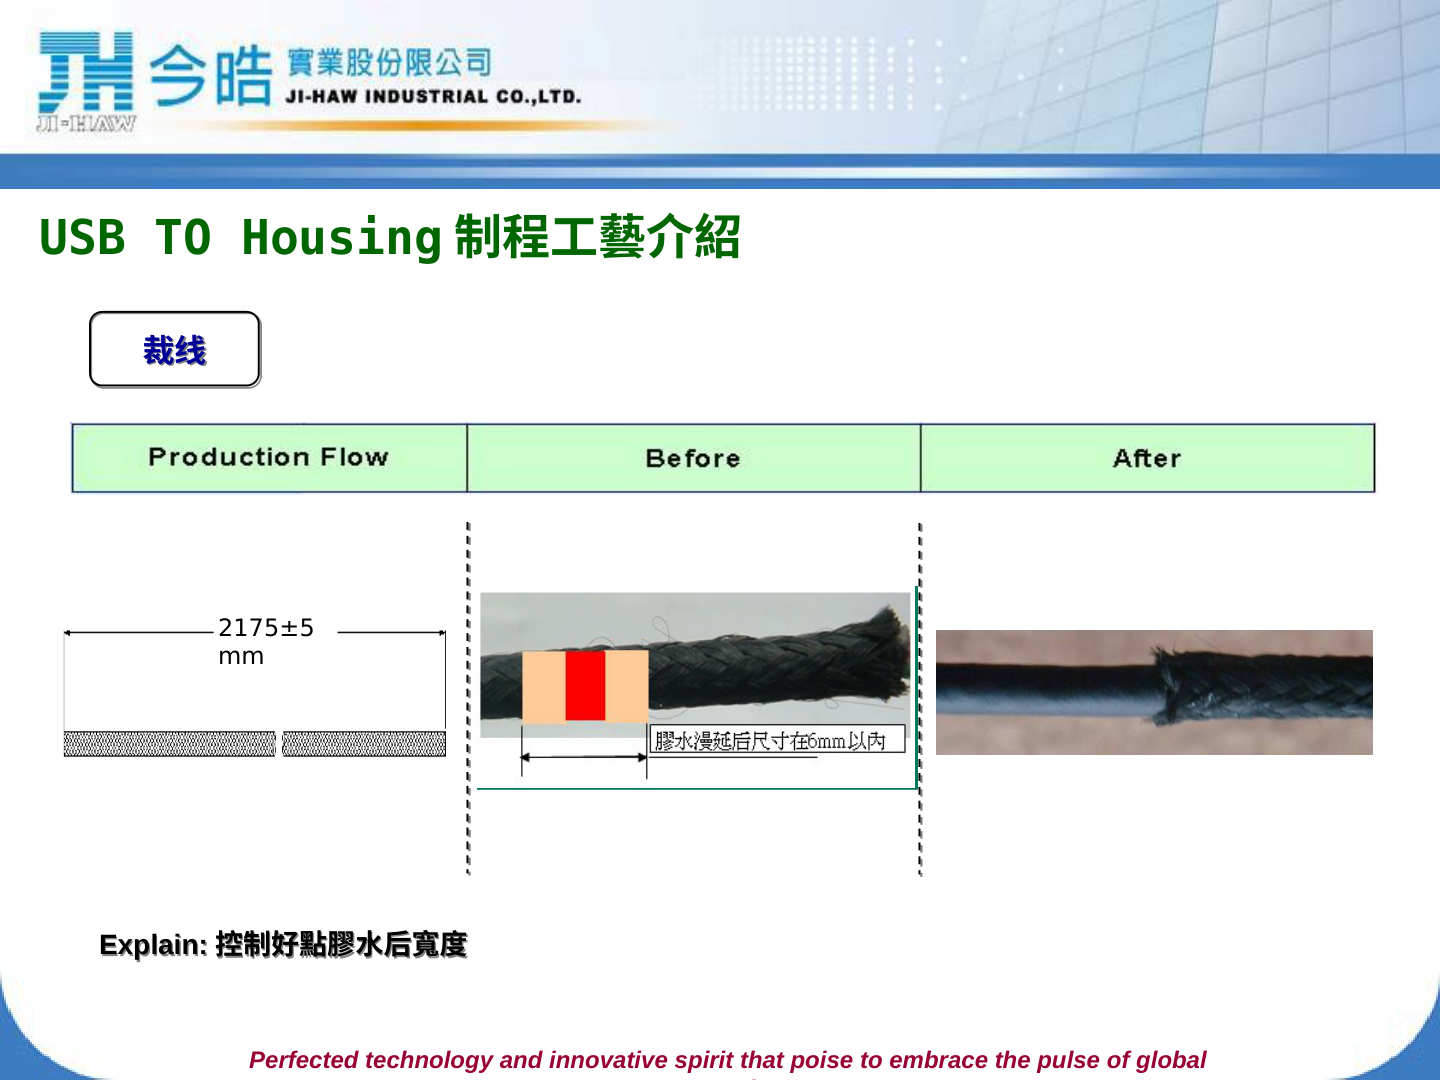 今皓 實業股份限公司
JI-HAW INDUSTRIAL CO.,LTD.
JI-HAW
USB TO Housing 制程工藝介紹
裁线
Production Flow Before After
2175±5
mm
膠水漫延后尺寸在6mm以內
Explain: 控制好點膠水后寬度
Perfected technology and innovative spirit that poise to embrace the pulse of global